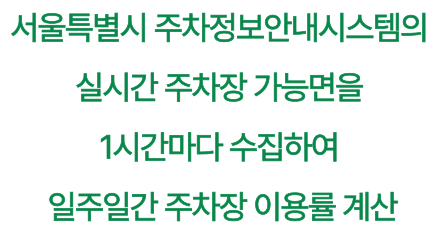 서울특별시 주차정보안내시스템의
실시간 주차장 가능면을
1시간마다 수집하여
일주일간 주차장 이용률 계산